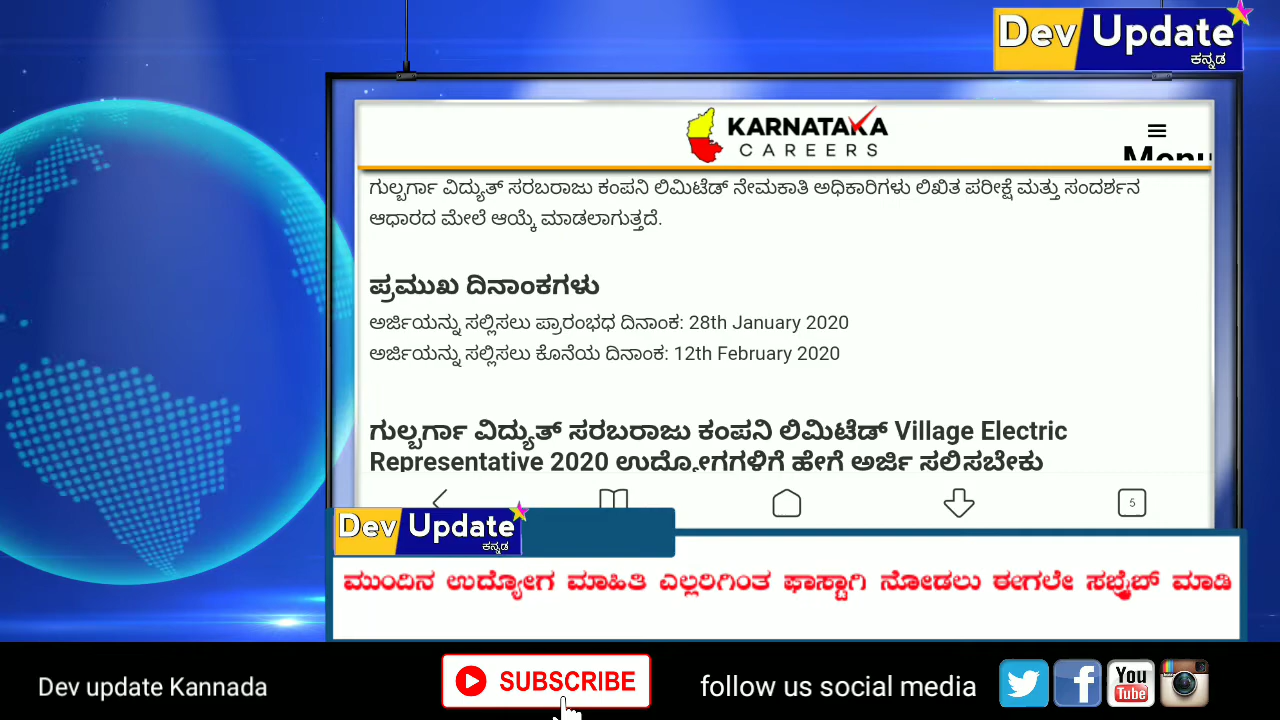 Dev Update
ಕನ್ನಡ
KARNATAKA
CAREERS
Menu
ಗುಲ್ಬರ್ಗಾ ವಿದ್ಯುತ್ ಸರಬರಾಜು ಕಂಪನಿ ಲಿಮಿಟೆಡ್ ನೇಮಕಾತಿ ಅಧಿಕಾರಿಗಳು ಲಿಖಿತ ಪರೀಕ್ಷೆ ಮತ್ತು ಸಂದರ್ಶನ
ಆಧಾರದ ಮೇಲೆ ಆಯ್ಕೆ ಮಾಡಲಾಗುತ್ತದೆ.
ಪ್ರಮುಖ ದಿನಾಂಕಗಳು
ಅರ್ಜಿಯನ್ನು ಸಲ್ಲಿಸಲು ಪ್ರಾರಂಭಧ ದಿನಾಂಕ: 28th January 2020
ಅರ್ಜಿಯನ್ನು ಸಲ್ಲಿಸಲು ಕೊನೆಯ ದಿನಾಂಕ: 12th February 2020
ಗುಲ್ಬರ್ಗಾ ವಿದ್ಯುತ್ ಸರಬರಾಜು ಕಂಪನಿ ಲಿಮಿಟೆಡ್ Village Electric
Representative 2020 ಉದ್ಯೋಗಗಳಿಗೆ ಹೇಗೆ ಅರ್ಜಿ ಸಲ್ಲಿಸಬೇಕು
5
Dev Update
ಕನ್ನಡ
ಮುಂದಿನ ಉದ್ಯೋಗ ಮಾಹಿತಿ ಎಲ್ಲರಿಗಿಂತ ಫಾಸ್ಟಾಗಿ ನೋಡಲು ಈಗಲೇ ಸಬ್ಸ್ಕ್ರೈಬ್ ಮಾಡಿ
Dev update Kannada
SUBSCRIBE
follow us social media
You
Tube